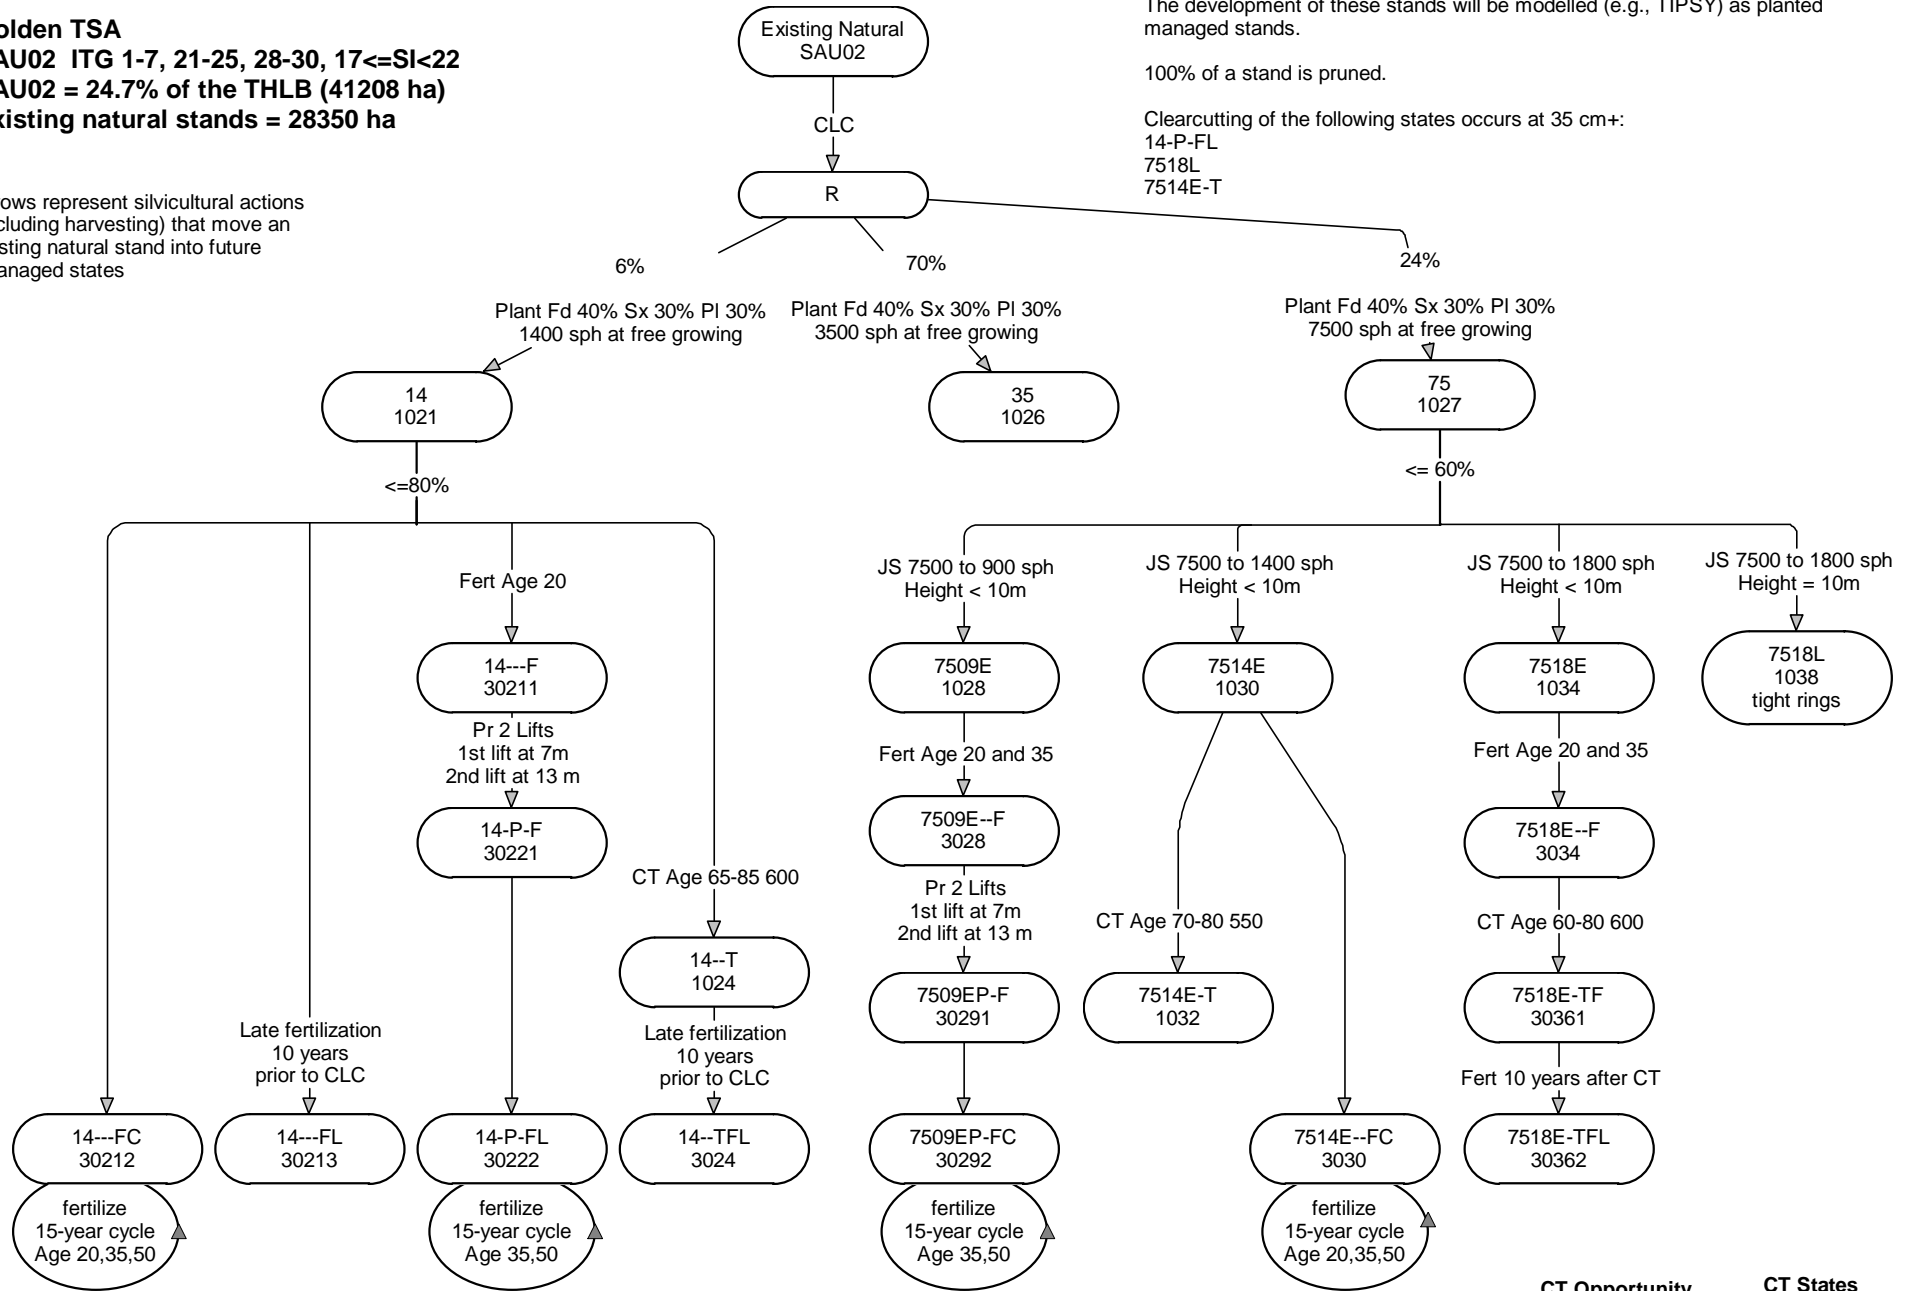 olden TSA
AU02 ITG 1-7, 21-25, 28-30, 17<=SI<22
AU02 = 24.7% of the THLB (41208 ha)
xisting natural stands = 28350 ha
rows represent silvicultural actions
cluding harvesting) that move an
isting natural stand into future
anaged states
Existing Natural
SAU02
The development of these stands will be modelled (e.g., TIPSY) as planted
managed stands.
100% of a stand is pruned.
Clearcutting of the following states occurs at 35 cm+:
14-P-FL
7518L
7514E-T
CLC
R
6%
70%
24%
Plant Fd 40% Sx 30% Pl 30%
1400 sph at free growing
Plant Fd 40% Sx 30% Pl 30%
3500 sph at free growing
Plant Fd 40% Sx 30% Pl 30%
7500 sph at free growing
14
1021
35
1026
75
1027
<=80%
<= 60%
Fert Age 20
14---F
30211
Pr 2 Lifts
1st lift at 7m
2nd lift at 13 m
14-P-F
30221
CT Age 65-85 600
14--T
1024
Late fertilization
10 years
prior to CLC
Late fertilization
10 years
prior to CLC
14---FC
30212
14---FL
30213
14-P-FL
30222
14--TFL
3024
fertilize
15-year cycle
Age 20,35,50
fertilize
15-year cycle
Age 35,50
JS 7500 to 900 sph
Height < 10m
JS 7500 to 1400 sph
Height < 10m
JS 7500 to 1800 sph
Height < 10m
JS 7500 to 1800 sph
Height = 10m
7509E
1028
7514E
1030
7518E
1034
7518L
1038
tight rings
Fert Age 20 and 35
Fert Age 20 and 35
7509E--F
3028
7518E--F
3034
Pr 2 Lifts
1st lift at 7m
2nd lift at 13 m
CT Age 70-80 550
CT Age 60-80 600
7509EP-F
30291
7514E-T
1032
7518E-TF
30361
Fert 10 years after CT
7509EP-FC
30292
7514E--FC
3030
7518E-TFL
30362
fertilize
15-year cycle
Age 35,50
fertilize
15-year cycle
Age 20,35,50
CT Opportunity
CT States